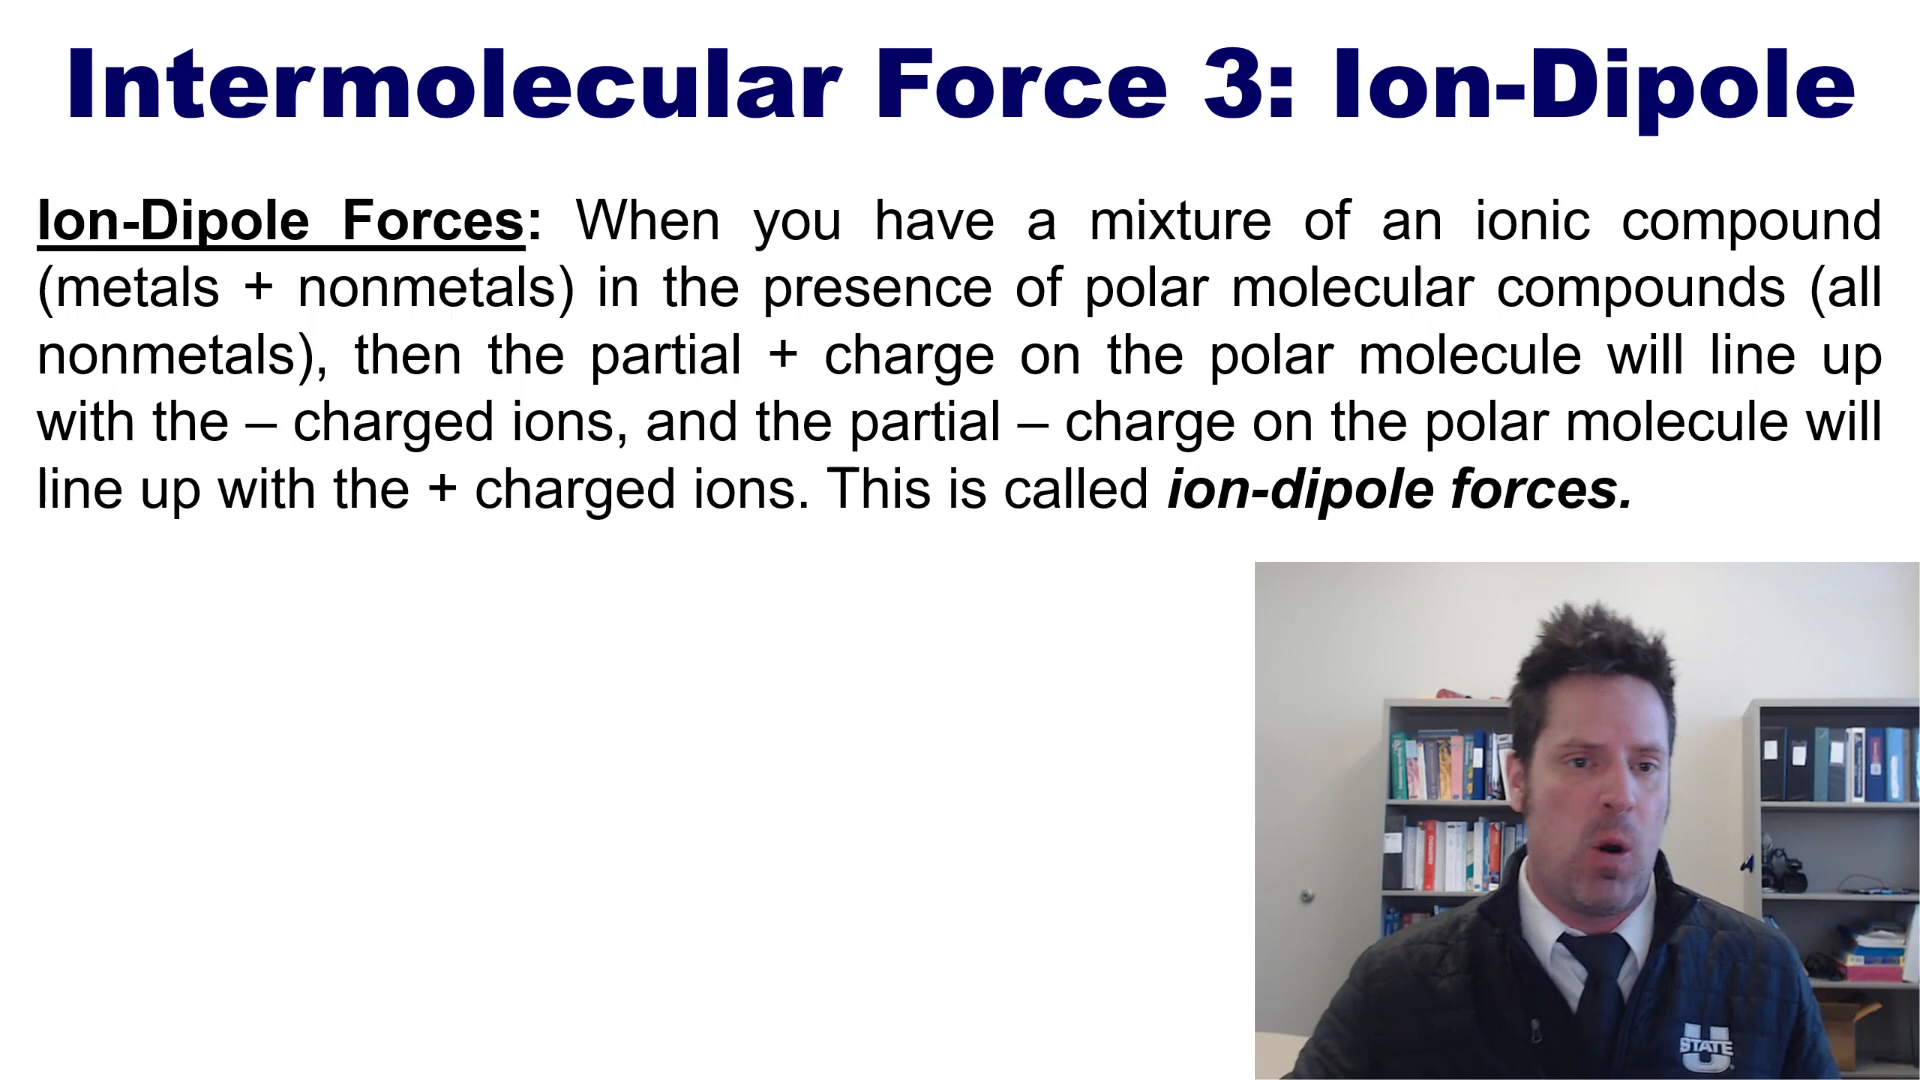 Intermolecular Force 3: Ion-Dipole
Ion-Dipole Forces: When you have a mixture of an ionic compound
(metals + nonmetals) in the presence of polar molecular compounds (all
nonmetals), then the partial + charge on the polar molecule will line up
with the – charged ions, and the partial – charge on the polar molecule will
line up with the + charged ions. This is called ion-dipole forces.
U
STATE